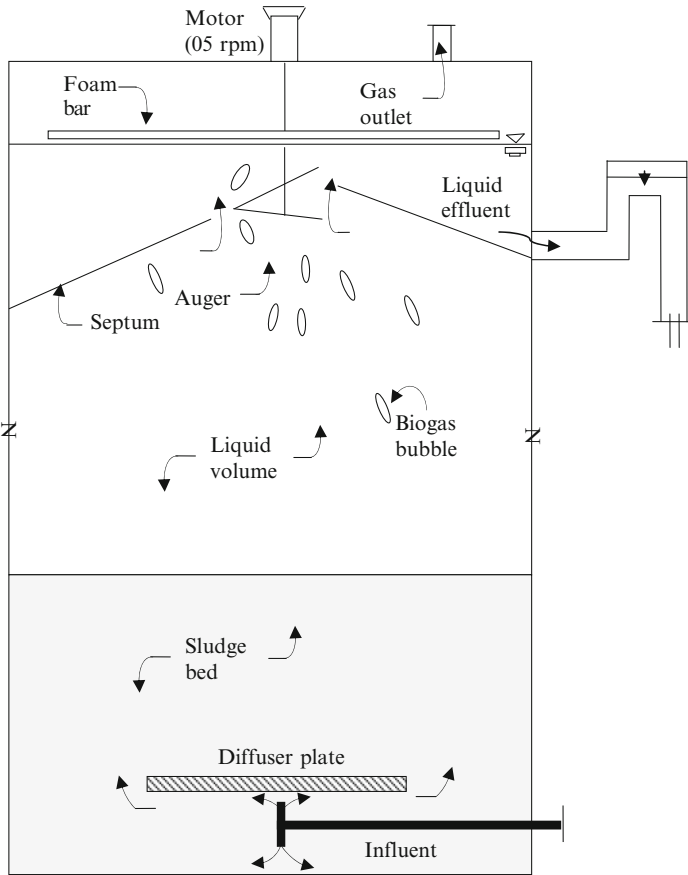 Motor
(05 rpm)
Foam
bar
Gas
outlet
Liquid
effluent
Auger
Septum
Biogas
bubble
Liquid
volume
Sludge
bed
Diffuser plate
Influent